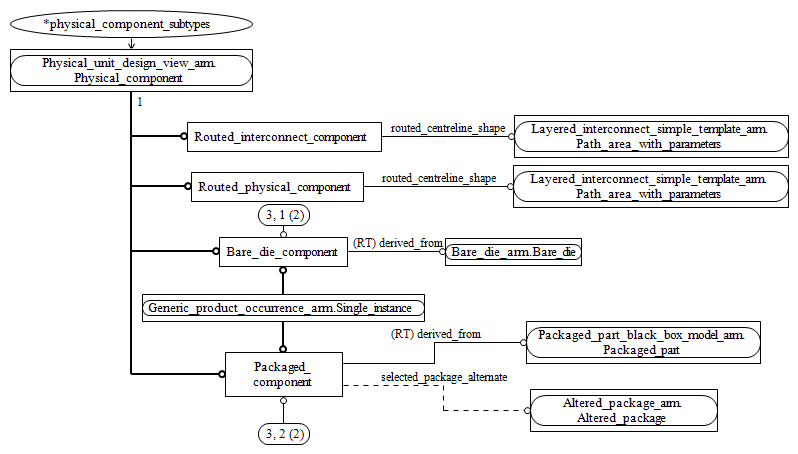 *physical_component_subtypes
Physical_unit_design_view_arm.
Physical_component
1
Routed_interconnect_component
routed_centreline_shape
Layered_interconnect_simple_template_arm.
Path_area_with_parameters
Routed_physical_component
routed_centreline_shape
Layered_interconnect_simple_template_arm.
Path_area_with_parameters
3, 1 (2)
Bare_die_component
(RT) derived_from
Bare_die_arm.Bare_die
Generic_product_occurrence_arm.Single_instance
(RT) derived_from
Packaged_part_black_box_model_arm.
Packaged_part
Packaged_
component
selected_package_alternate
Altered_package_arm.
Altered_package
3, 2 (2)